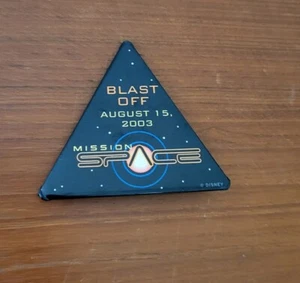 BLAST
OFF
AUGUST 15,
2003
MISSION
SPACE
© DISNEY